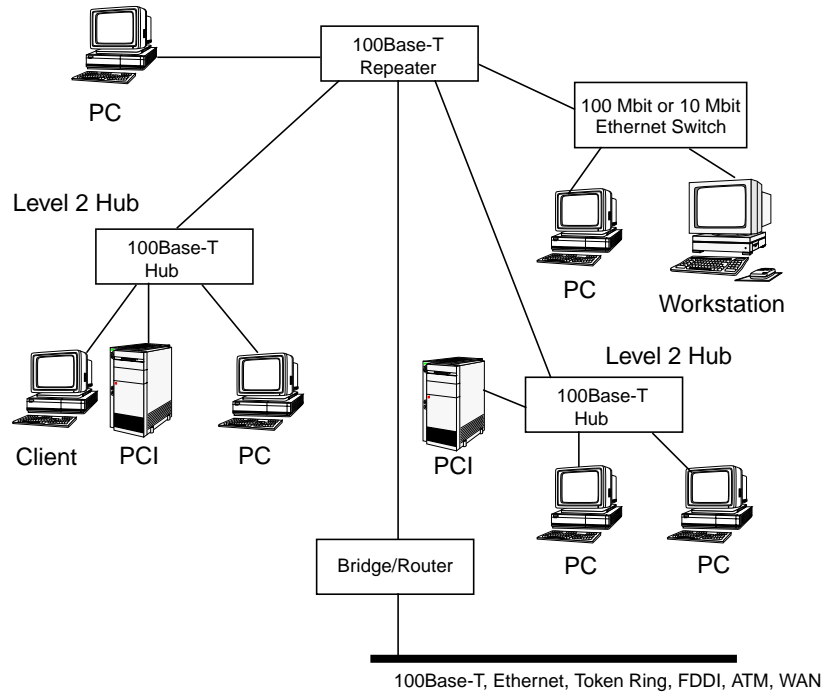 100Base-T
Repeater
PC
100 Mbit or 10 Mbit
Ethernet Switch
Level 2 Hub
100Base-T
Hub
PC
Workstation
Level 2 Hub
100Base-T
Hub
Client
PCI
PC
PCI
PC
PC
Bridge/Router
100Base-T, Ethernet, Token Ring, FDDI, ATM, WAN